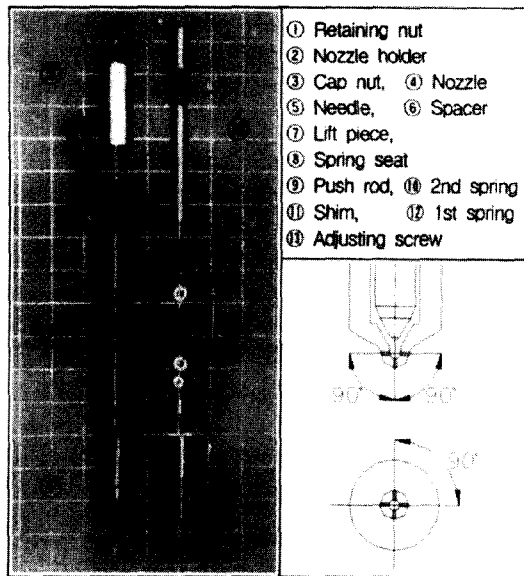 ① Retaining nut
② Nozzle holder
③ Cap nut, ④ Nozzle
⑤ Needle, ⑥ Spacer
⑦ Lift piece,
⑧ Spring seat
⑨ Push rod, ⑩ 2nd spring
⑪ Shim, ⑫ 1st spring
⑬ Adjusting screw
90° 90°
90°